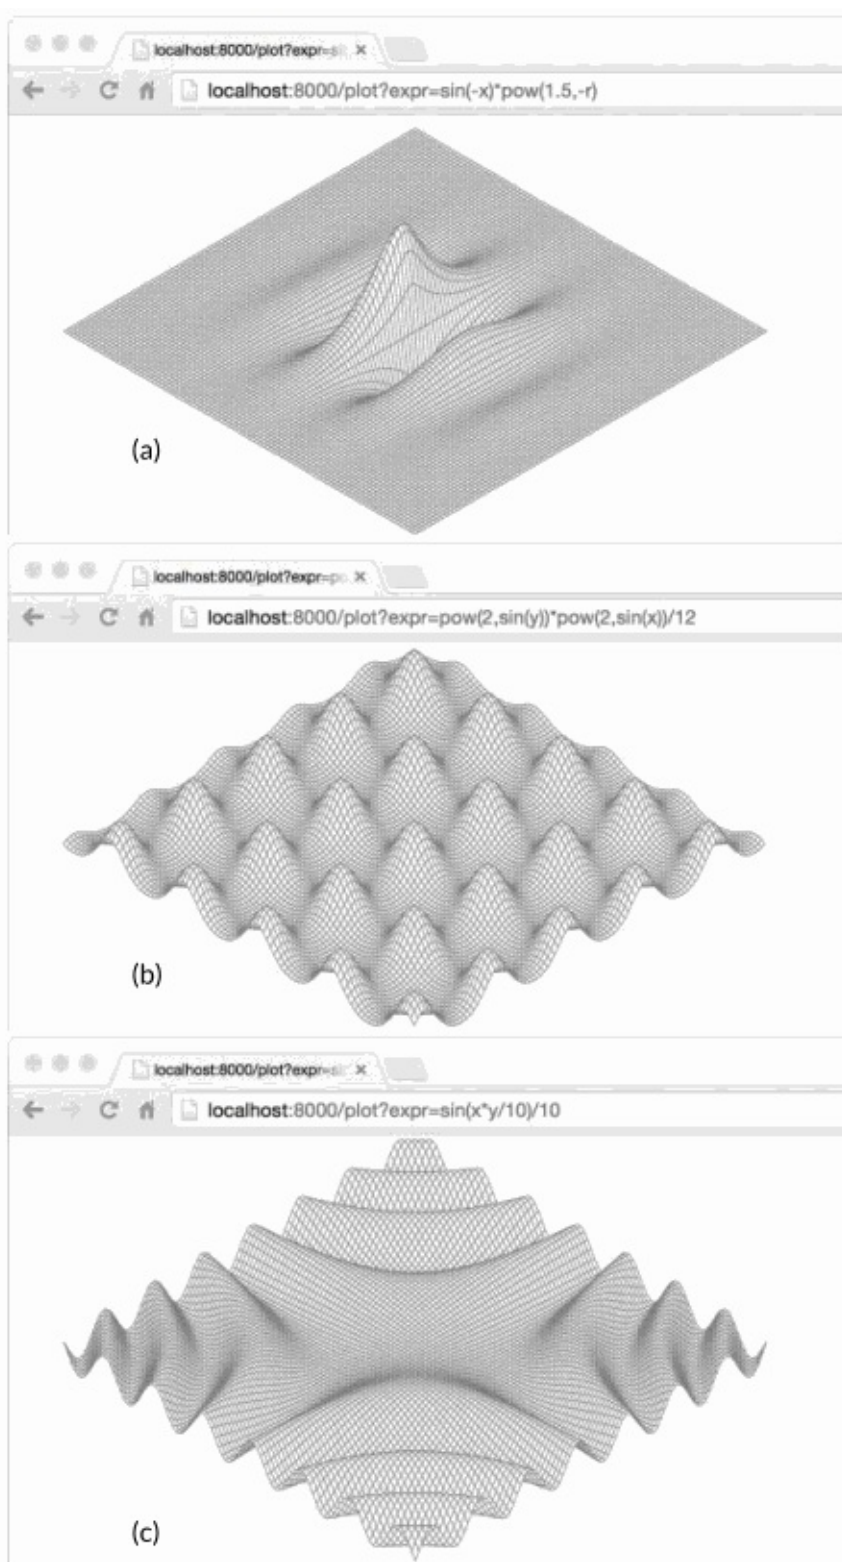 localhost:8000/plot?expr=si
localhost:8000/plot?expr=sin(-x)*pow(1.5,-r)
(a)
localhost:8000/plot?expr=po
localhost:8000/plot?expr=pow(2,sin(y))*pow(2,sin(x))/12
(b)
localhost:8000/plot?expr=si
localhost:8000/plot?expr=sin(x*y/10)/10
(c)